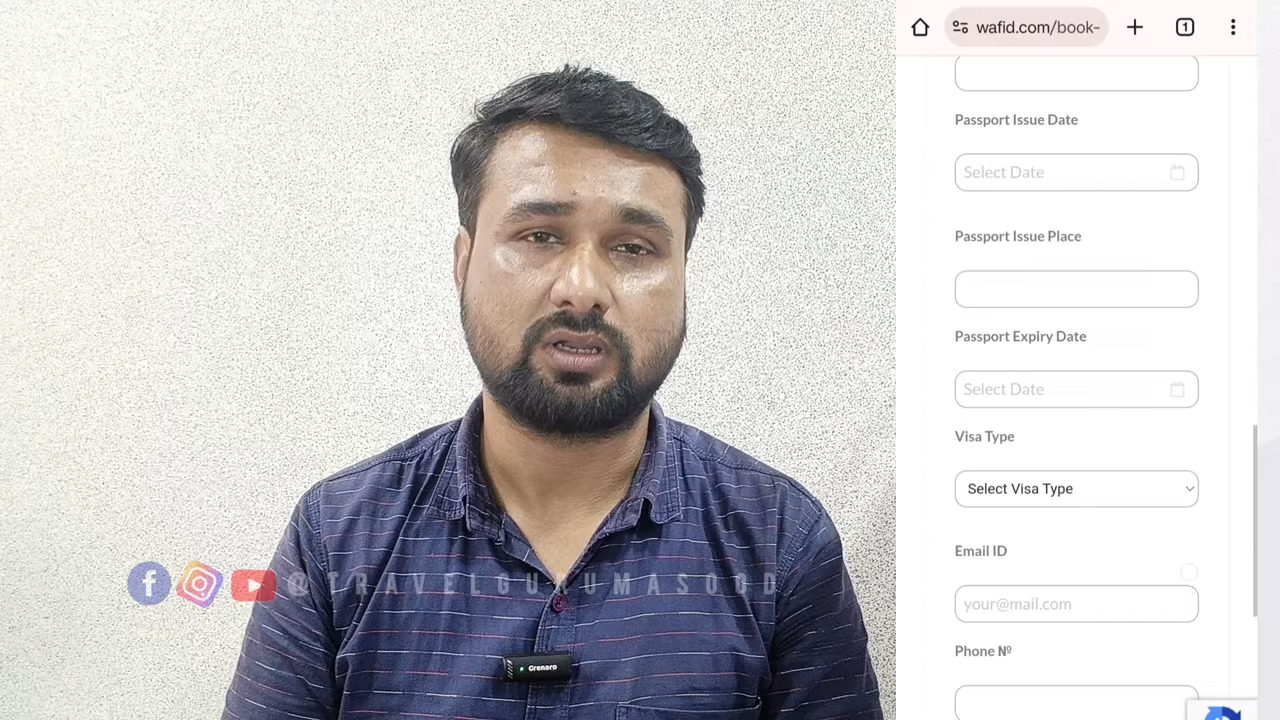 wafid.com/book-
1
Passport Issue Date
Select Date
Passport Issue Place
Passport Expiry Date
Select Date
Visa Type
Select Visa Type
Email ID
your@mail.com
Phone №
@TRAVELGURUMASOOD
Grenaro